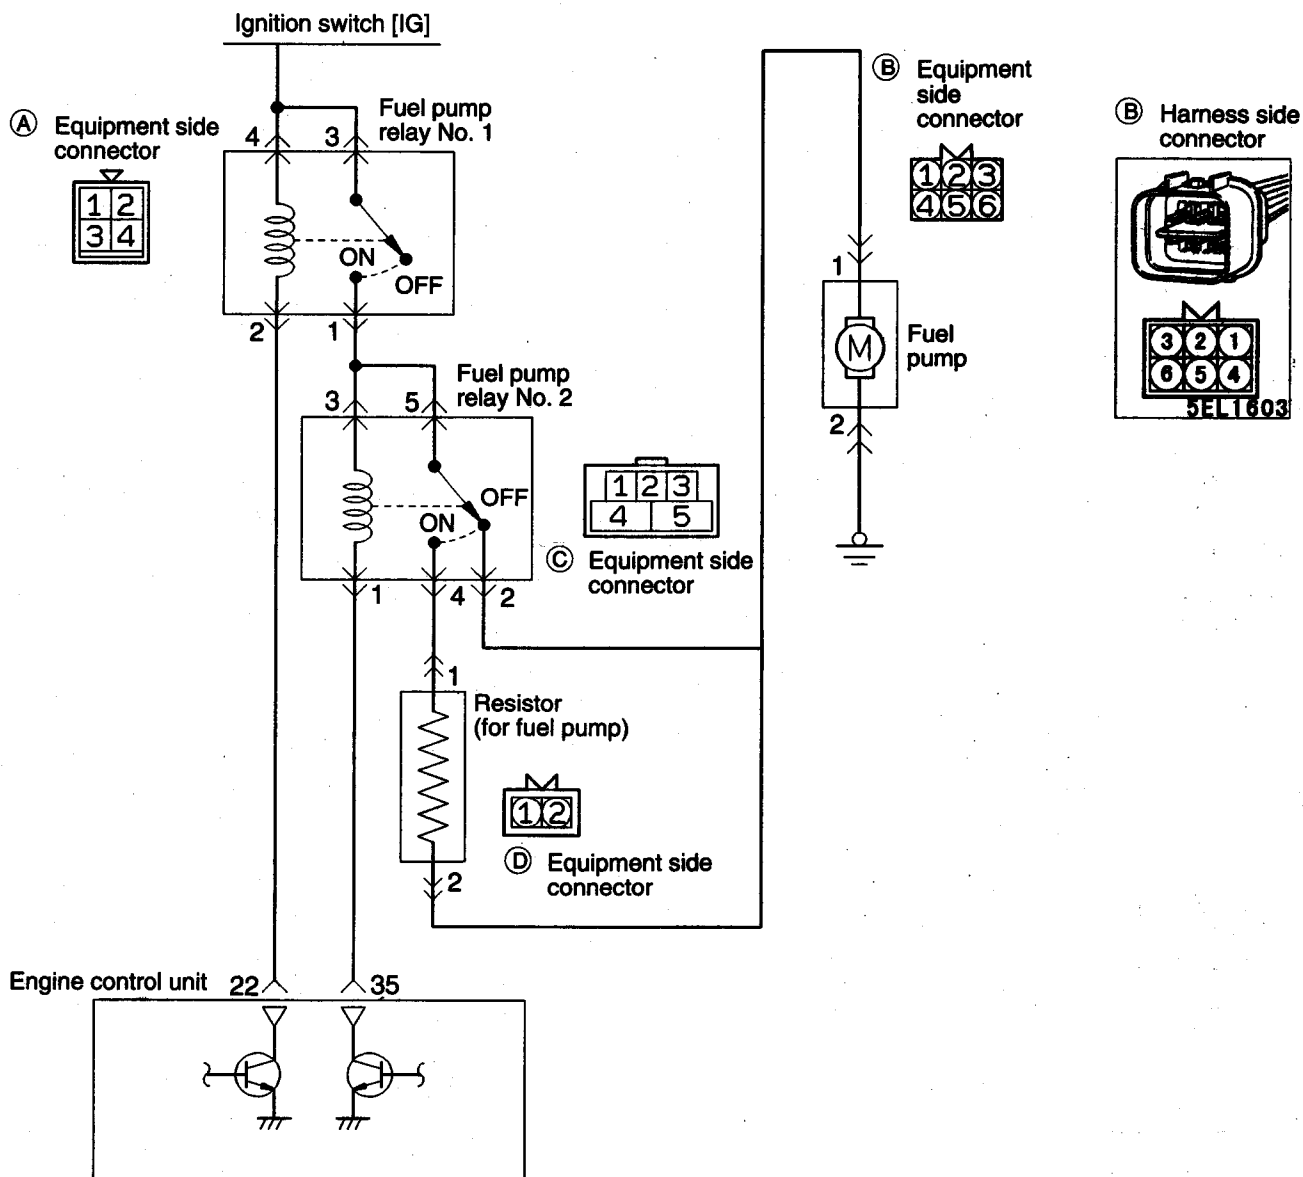 Ignition switch [IG]
Ⓐ Equipment side
connector
1 2
3 4
Fuel pump
relay No. 1
4 3
ON
OFF
2 1
Fuel pump
relay No. 2
3 5
OFF
ON
1 4 2
1 2 3
4 5
Ⓒ Equipment side
connector
1
Resistor
(for fuel pump)
1 2
Ⓓ Equipment side
connector
2
Ⓑ Equipment
side
connector
1 2 3
4 5 6
1
M
Fuel
pump
2
Ⓑ Harness side
connector
3 2 1
6 5 4
5EL1603
Engine control unit 22 35